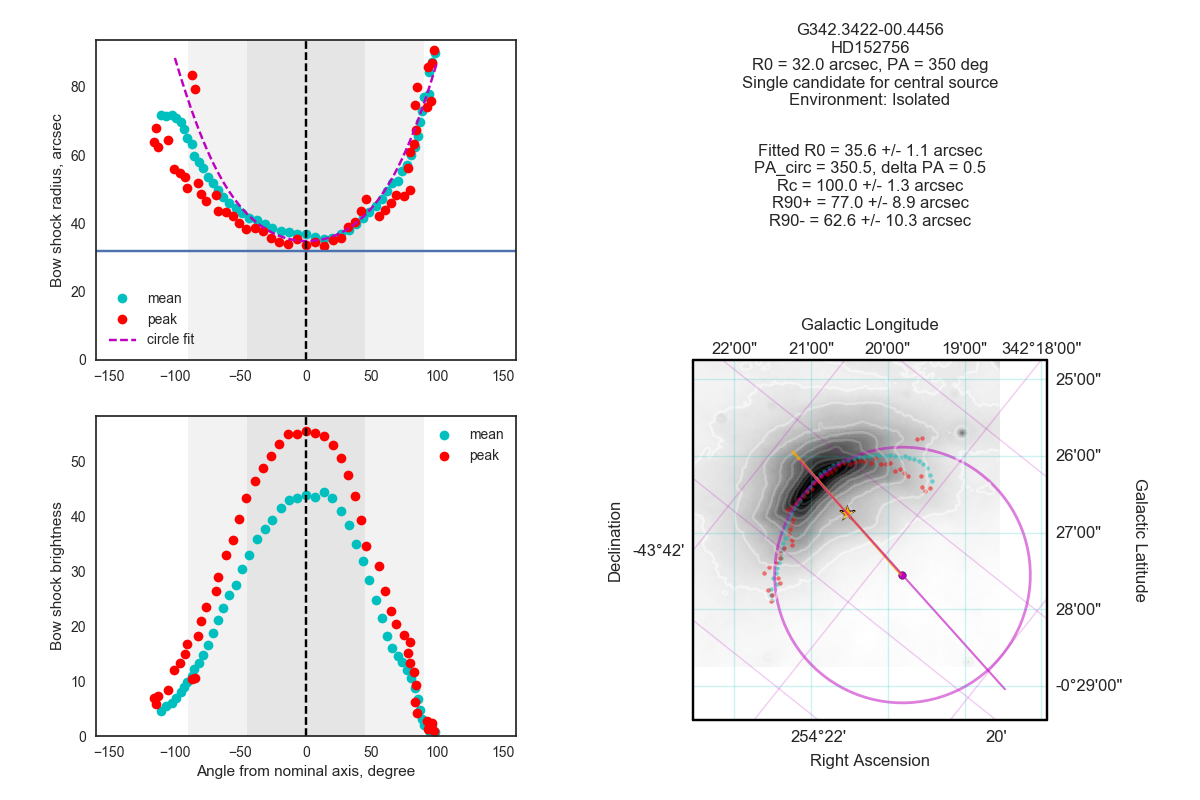 G342.3422-00.4456
HD152756
R0 = 32.0 arcsec, PA = 350 deg
Single candidate for central source
Environment: Isolated
Fitted R0 = 35.6 +/- 1.1 arcsec
PA_circ = 350.5, delta PA = 0.5
Rc = 100.0 +/- 1.3 arcsec
R90+ = 77.0 +/- 8.9 arcsec
R90- = 62.6 +/- 10.3 arcsec
Bow shock radius, arcsec
80
60
40
20
0
mean
peak
circle fit
−150 −100 −50 0 50 100 150
Bow shock brightness
50
40
30
20
10
0
mean
peak
−150 −100 −50 0 50 100 150
Angle from nominal axis, degree
Galactic Longitude
22'00" 21'00" 20'00" 19'00" 342°18'00"
25'00"
26'00"
27'00"
28'00"
-0°29'00"
Galactic Latitude
Declination
-43°42'
254°22' 20'
Right Ascension